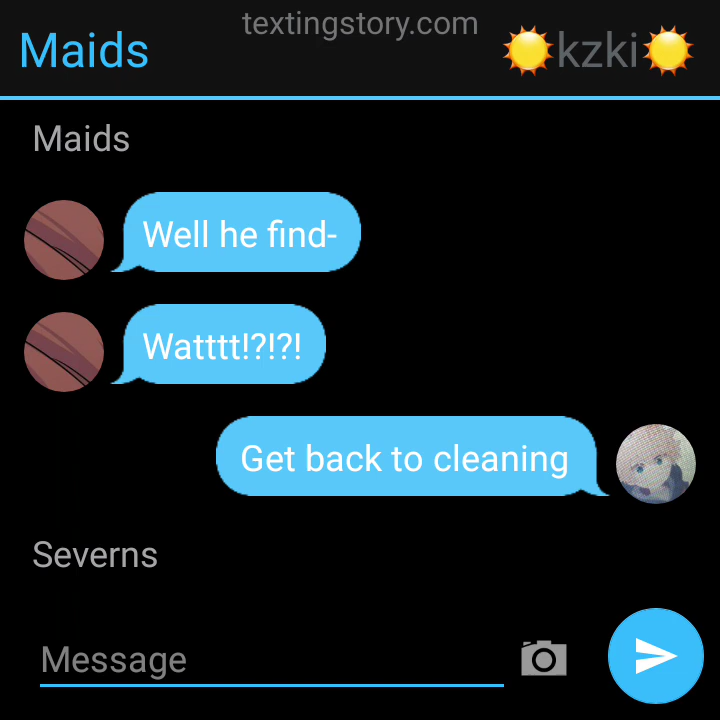 textingstory.com
Maids
☀️kzki☀️
Maids
Well he find-
Watttt!?!?!
Get back to cleaning
Severns
Message